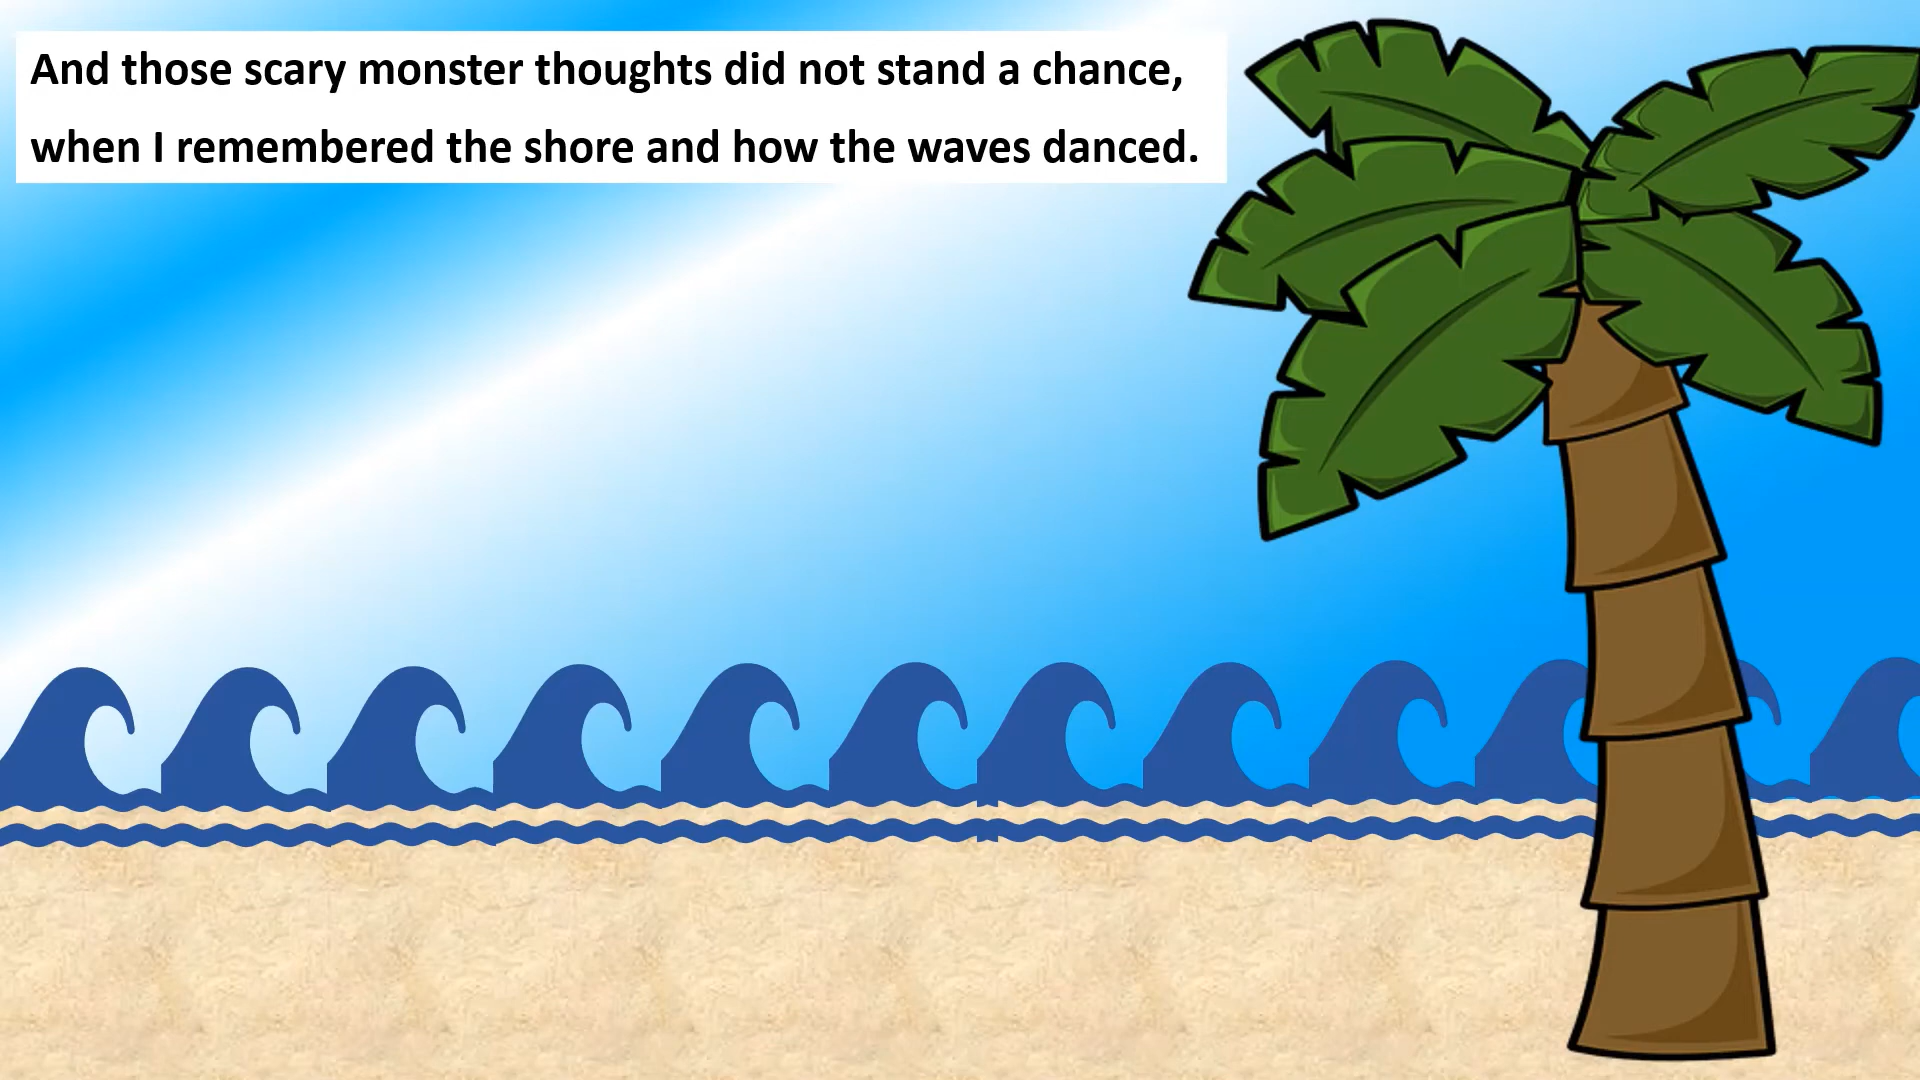 And those scary monster thoughts did not stand a chance,
when I remembered the shore and how the waves danced.